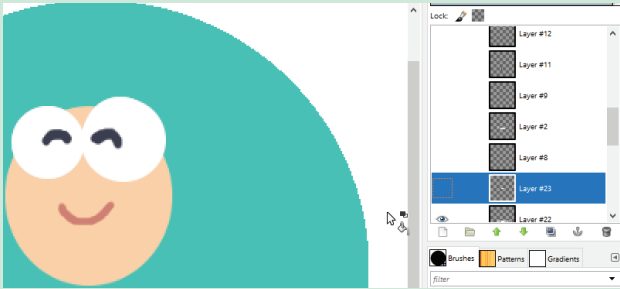 Lock:
Layer #12
Layer #11
Layer #9
Layer #2
Layer #8
Layer #23
Layer #22
Brushes Patterns Gradients
filter